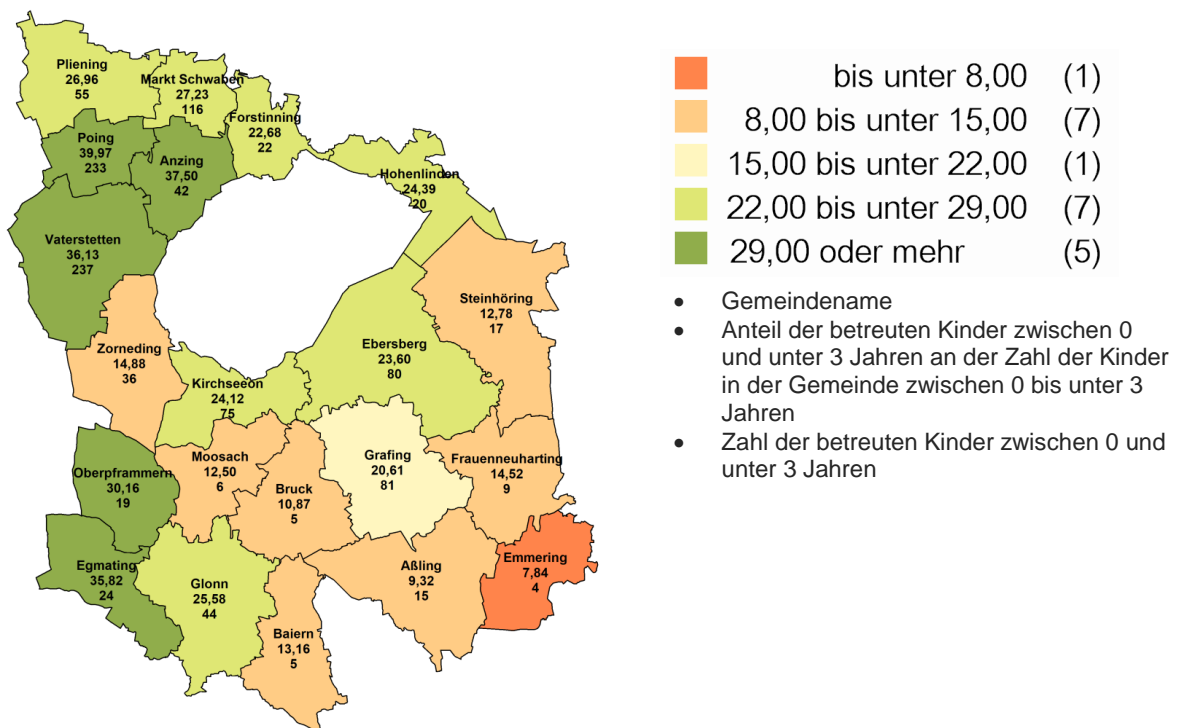 Pliening
26,96
55
Markt Schwaben
27,23
116
Forstinning
22,68
22
Poing
39,97
233
Anzing
37,50
42
Hohenlinden
24,39
20
Vaterstetten
36,13
237
Steinhöring
12,78
17
Zorneding
14,88
36
Ebersberg
23,60
80
Kirchseeon
24,12
75
Moosach
12,50
6
Grafing
20,61
81
Frauenneuharting
14,52
9
Oberpframmern
30,16
19
Bruck
10,87
5
Emmering
7,84
4
Aßling
9,32
15
Egmating
35,82
24
Glonn
25,58
44
Baiern
13,16
5
bis unter 8,00 (1)
8,00 bis unter 15,00 (7)
15,00 bis unter 22,00 (1)
22,00 bis unter 29,00 (7)
29,00 oder mehr (5)
• Gemeindename
• Anteil der betreuten Kinder zwischen 0
und unter 3 Jahren an der Zahl der Kinder
in der Gemeinde zwischen 0 bis unter 3
Jahren
• Zahl der betreuten Kinder zwischen 0 und
unter 3 Jahren